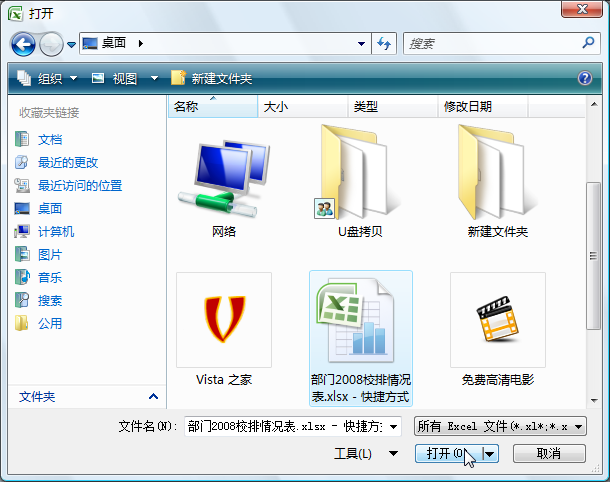 打开
桌面
搜索
组织
视图
新建文件夹
收藏夹链接
文档
最近的更改
最近访问的位置
桌面
计算机
图片
音乐
搜索
公用
文件夹
名称
大小
类型
修改日期
网络
U盘拷贝
新建文件夹
Vista 之家
部门2008校排情况
表.xlsx - 快捷方式
免费高清电影
文件名(N):
部门2008校排情况表.xlsx - 快捷方
所有 Excel 文件(*.xl*;*.x
工具(L)
打开(O)
取消